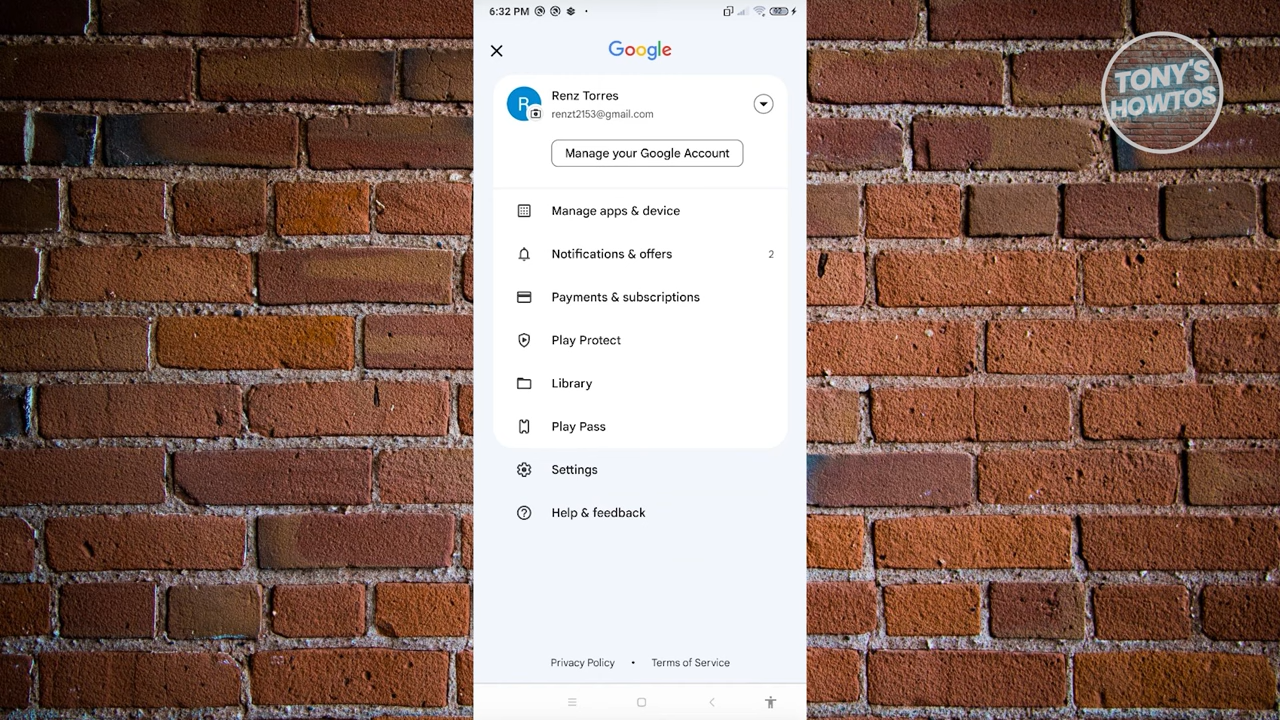 6:32 PM
92
Google
R
Renz Torres
renzt2153@gmail.com
Manage your Google Account
Manage apps & device
Notifications & offers 2
Payments & subscriptions
Play Protect
Library
Play Pass
Settings
Help & feedback
Privacy Policy • Terms of Service
TONY'S
HOWTOS